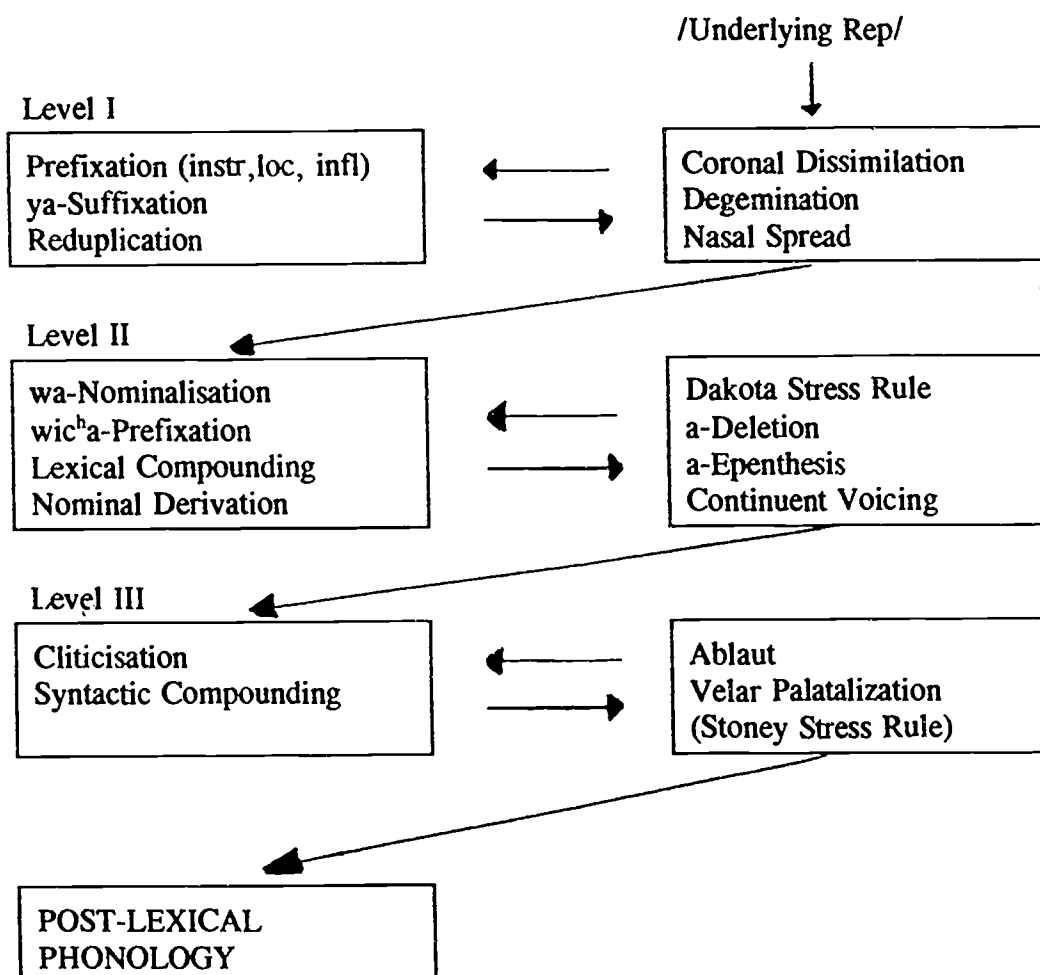 /Underlying Rep/
Level I
Prefixation (instr,loc, infl)
ya-Suffixation
Reduplication
Coronal Dissimilation
Degemination
Nasal Spread
Level II
wa-Nominalisation
wicʰa-Prefixation
Lexical Compounding
Nominal Derivation
Dakota Stress Rule
a-Deletion
a-Epenthesis
Continuent Voicing
Level III
Cliticisation
Syntactic Compounding
Ablaut
Velar Palatalization
(Stoney Stress Rule)
POST-LEXICAL
PHONOLOGY